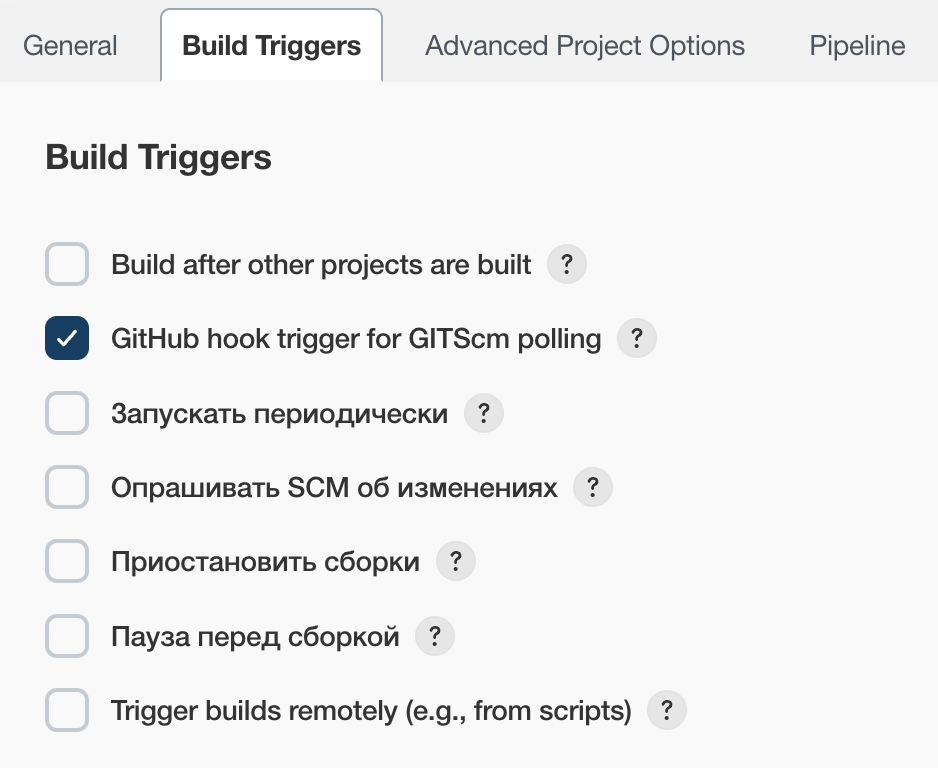 General Build Triggers Advanced Project Options Pipeline
Build Triggers
Build after other projects are built ?
GitHub hook trigger for GITScm polling ?
Запускать периодически ?
Опрашивать SCM об изменениях ?
Приостановить сборки ?
Пауза перед сборкой ?
Trigger builds remotely (e.g., from scripts) ?